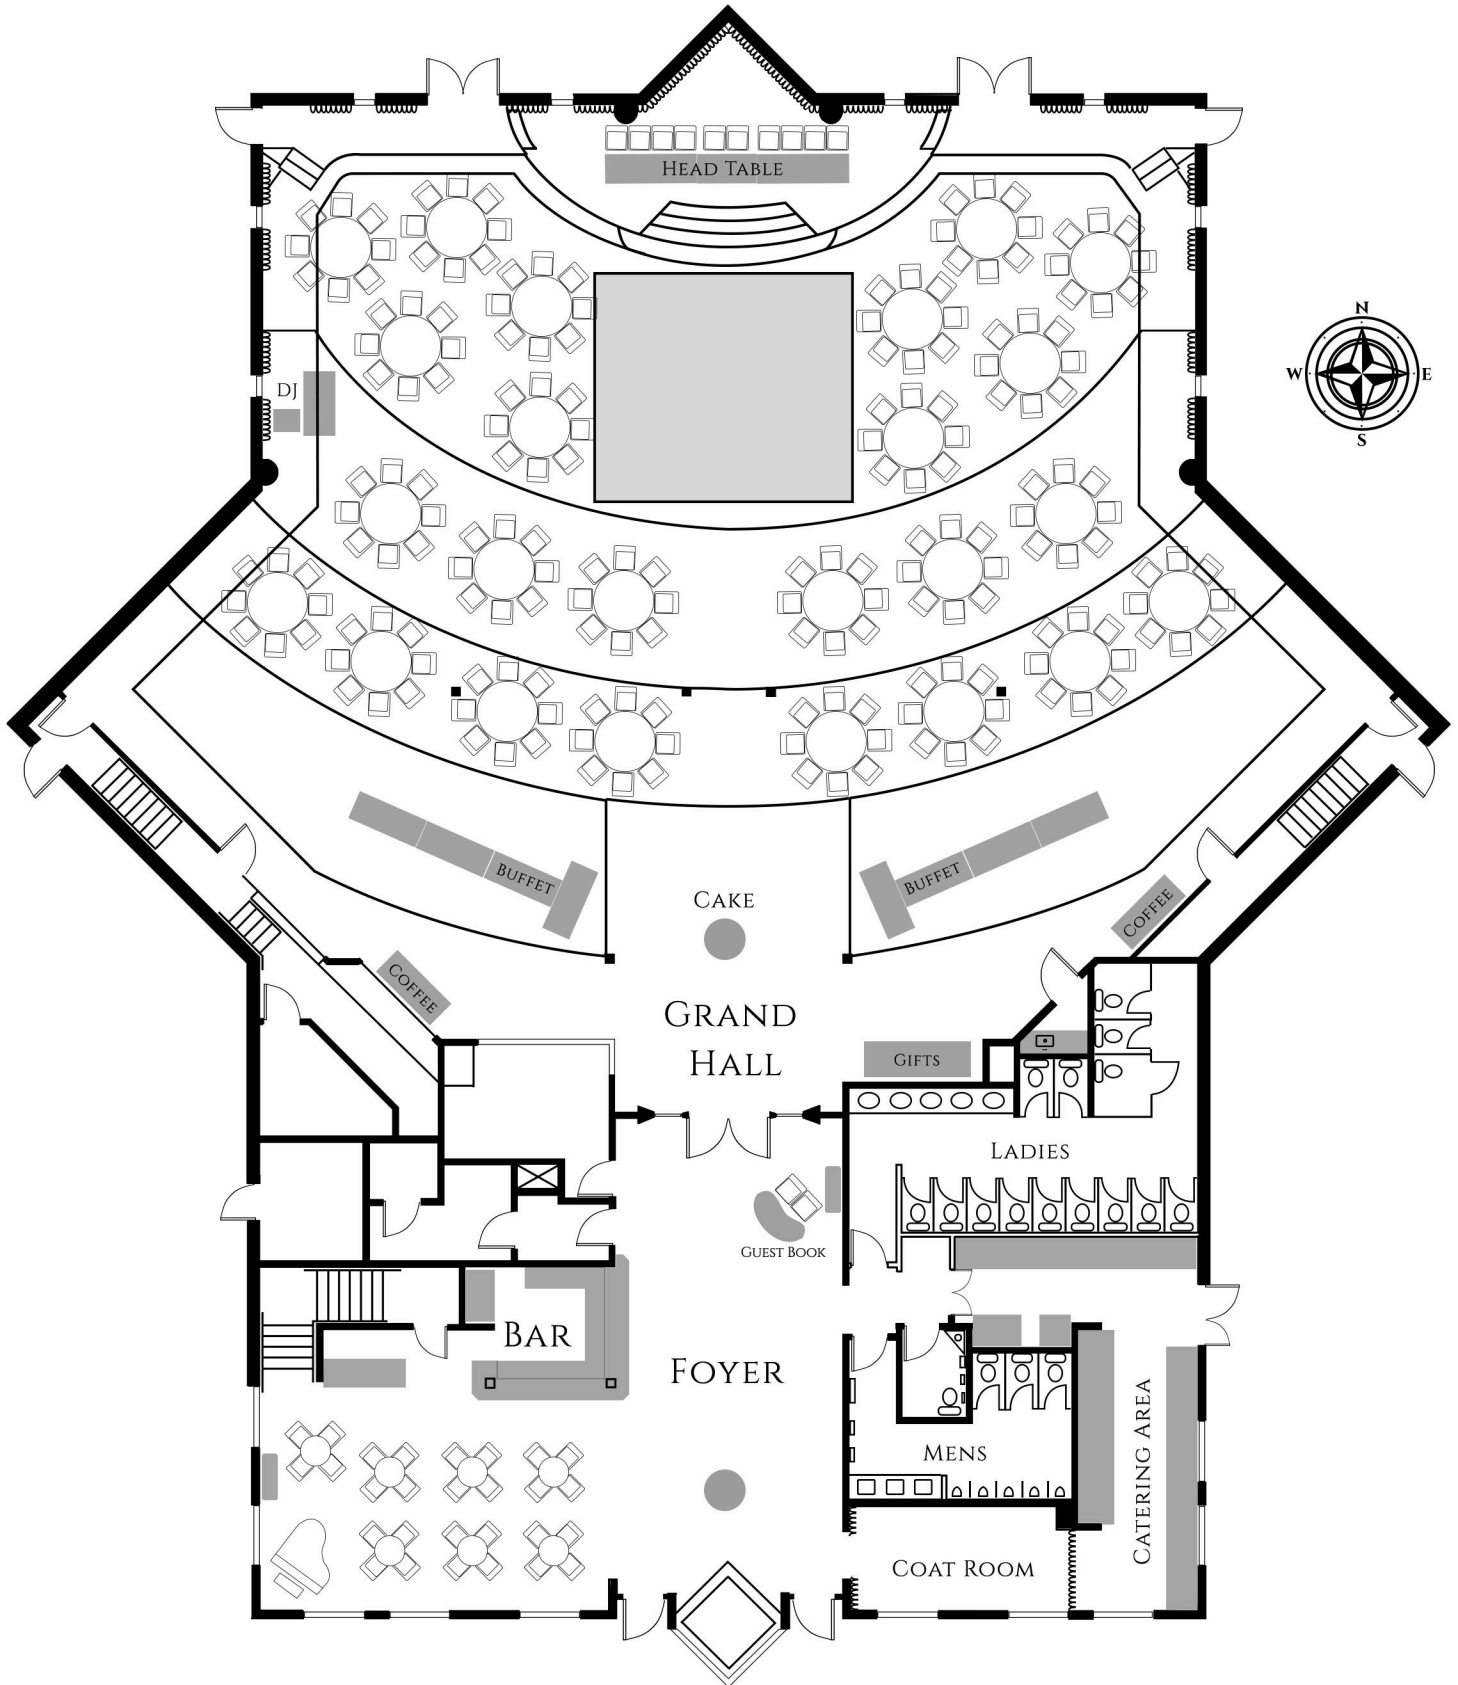 HEAD TABLE
N
W
E
S
DJ
BUFFET
BUFFET
CAKE
COFFEE
COFFEE
GRAND
HALL
GIFTS
LADIES
GUEST BOOK
BAR
FOYER
MENS
CATERING AREA
COAT ROOM